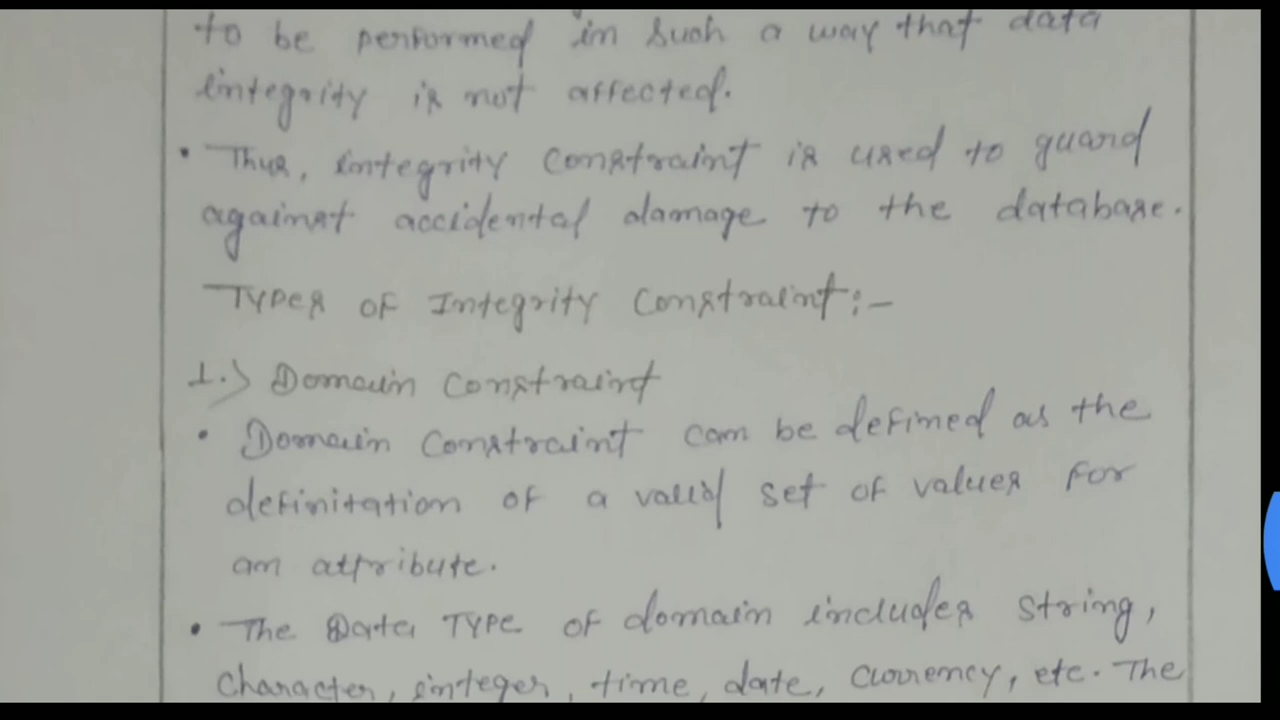 to be performed in such a way that data
integrity is not affected.
• Thus, integrity constraint is used to guard
against accidental damage to the database.
Types of Integrity Constraint:-
1.) Domain constraint
• Domain constraint can be defined as the
definitation of a valid set of values for
an attribute.
• The Data TYPE of domain includes string,
character, integer, time, date, currency, etc. The